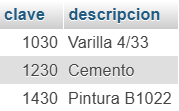 clave descripcion
1030 Varilla 4/33
1230 Cemento
1430 Pintura B1022